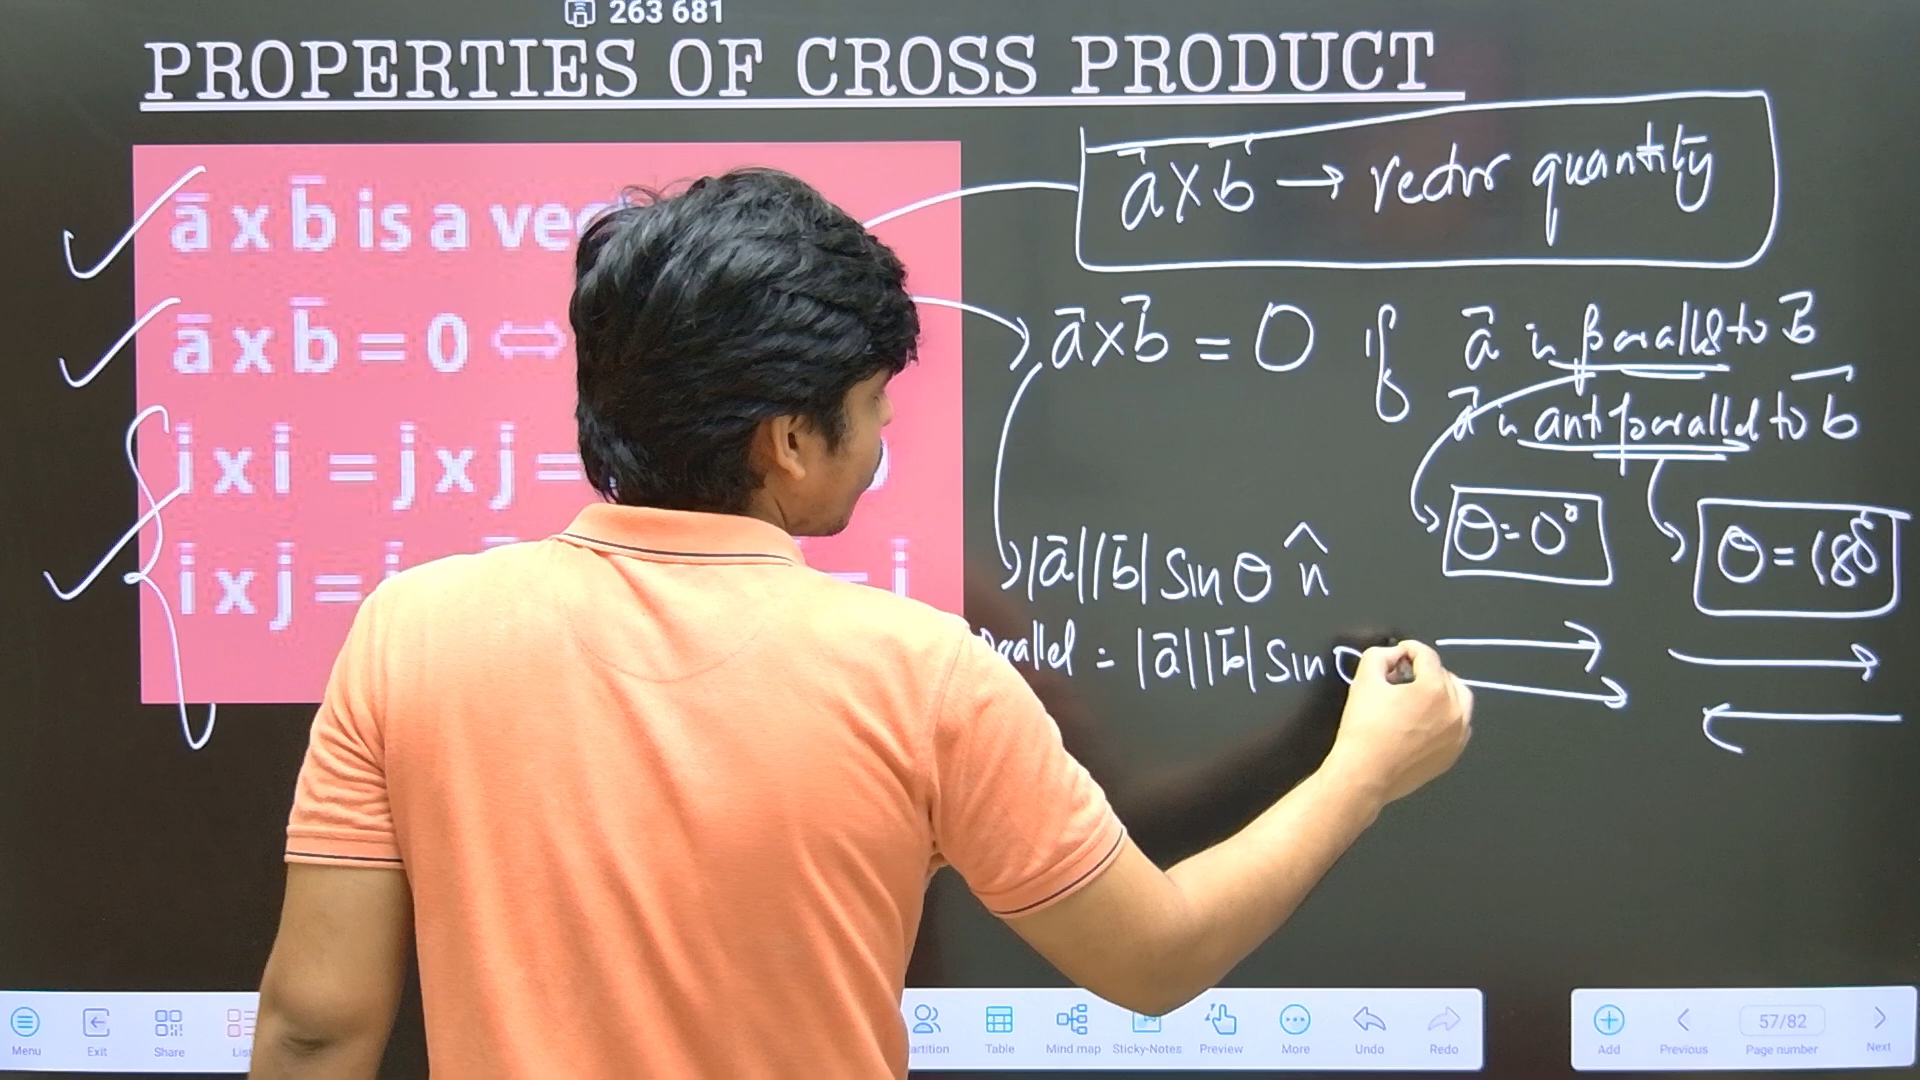 263 681
PROPERTIES OF CROSS PRODUCT
a̅ x b̅ is a
a̅ x b̅ = 0 ⇔
i x i = j x j =
i x j =
= j
a⃗ X b⃗ → vector quantity
a⃗ x b⃗ = 0 if a⃗ is parallel to b⃗
a⃗ is antiparallel to b⃗
θ = 0°
θ = 180°
|a̅| |b̅| sin θ n̂
= |a̅| |b̅| sin 0
Menu Exit Share Table Mind map Sticky-Notes Preview More Undo Redo Add Previous 57/82 Page number Next